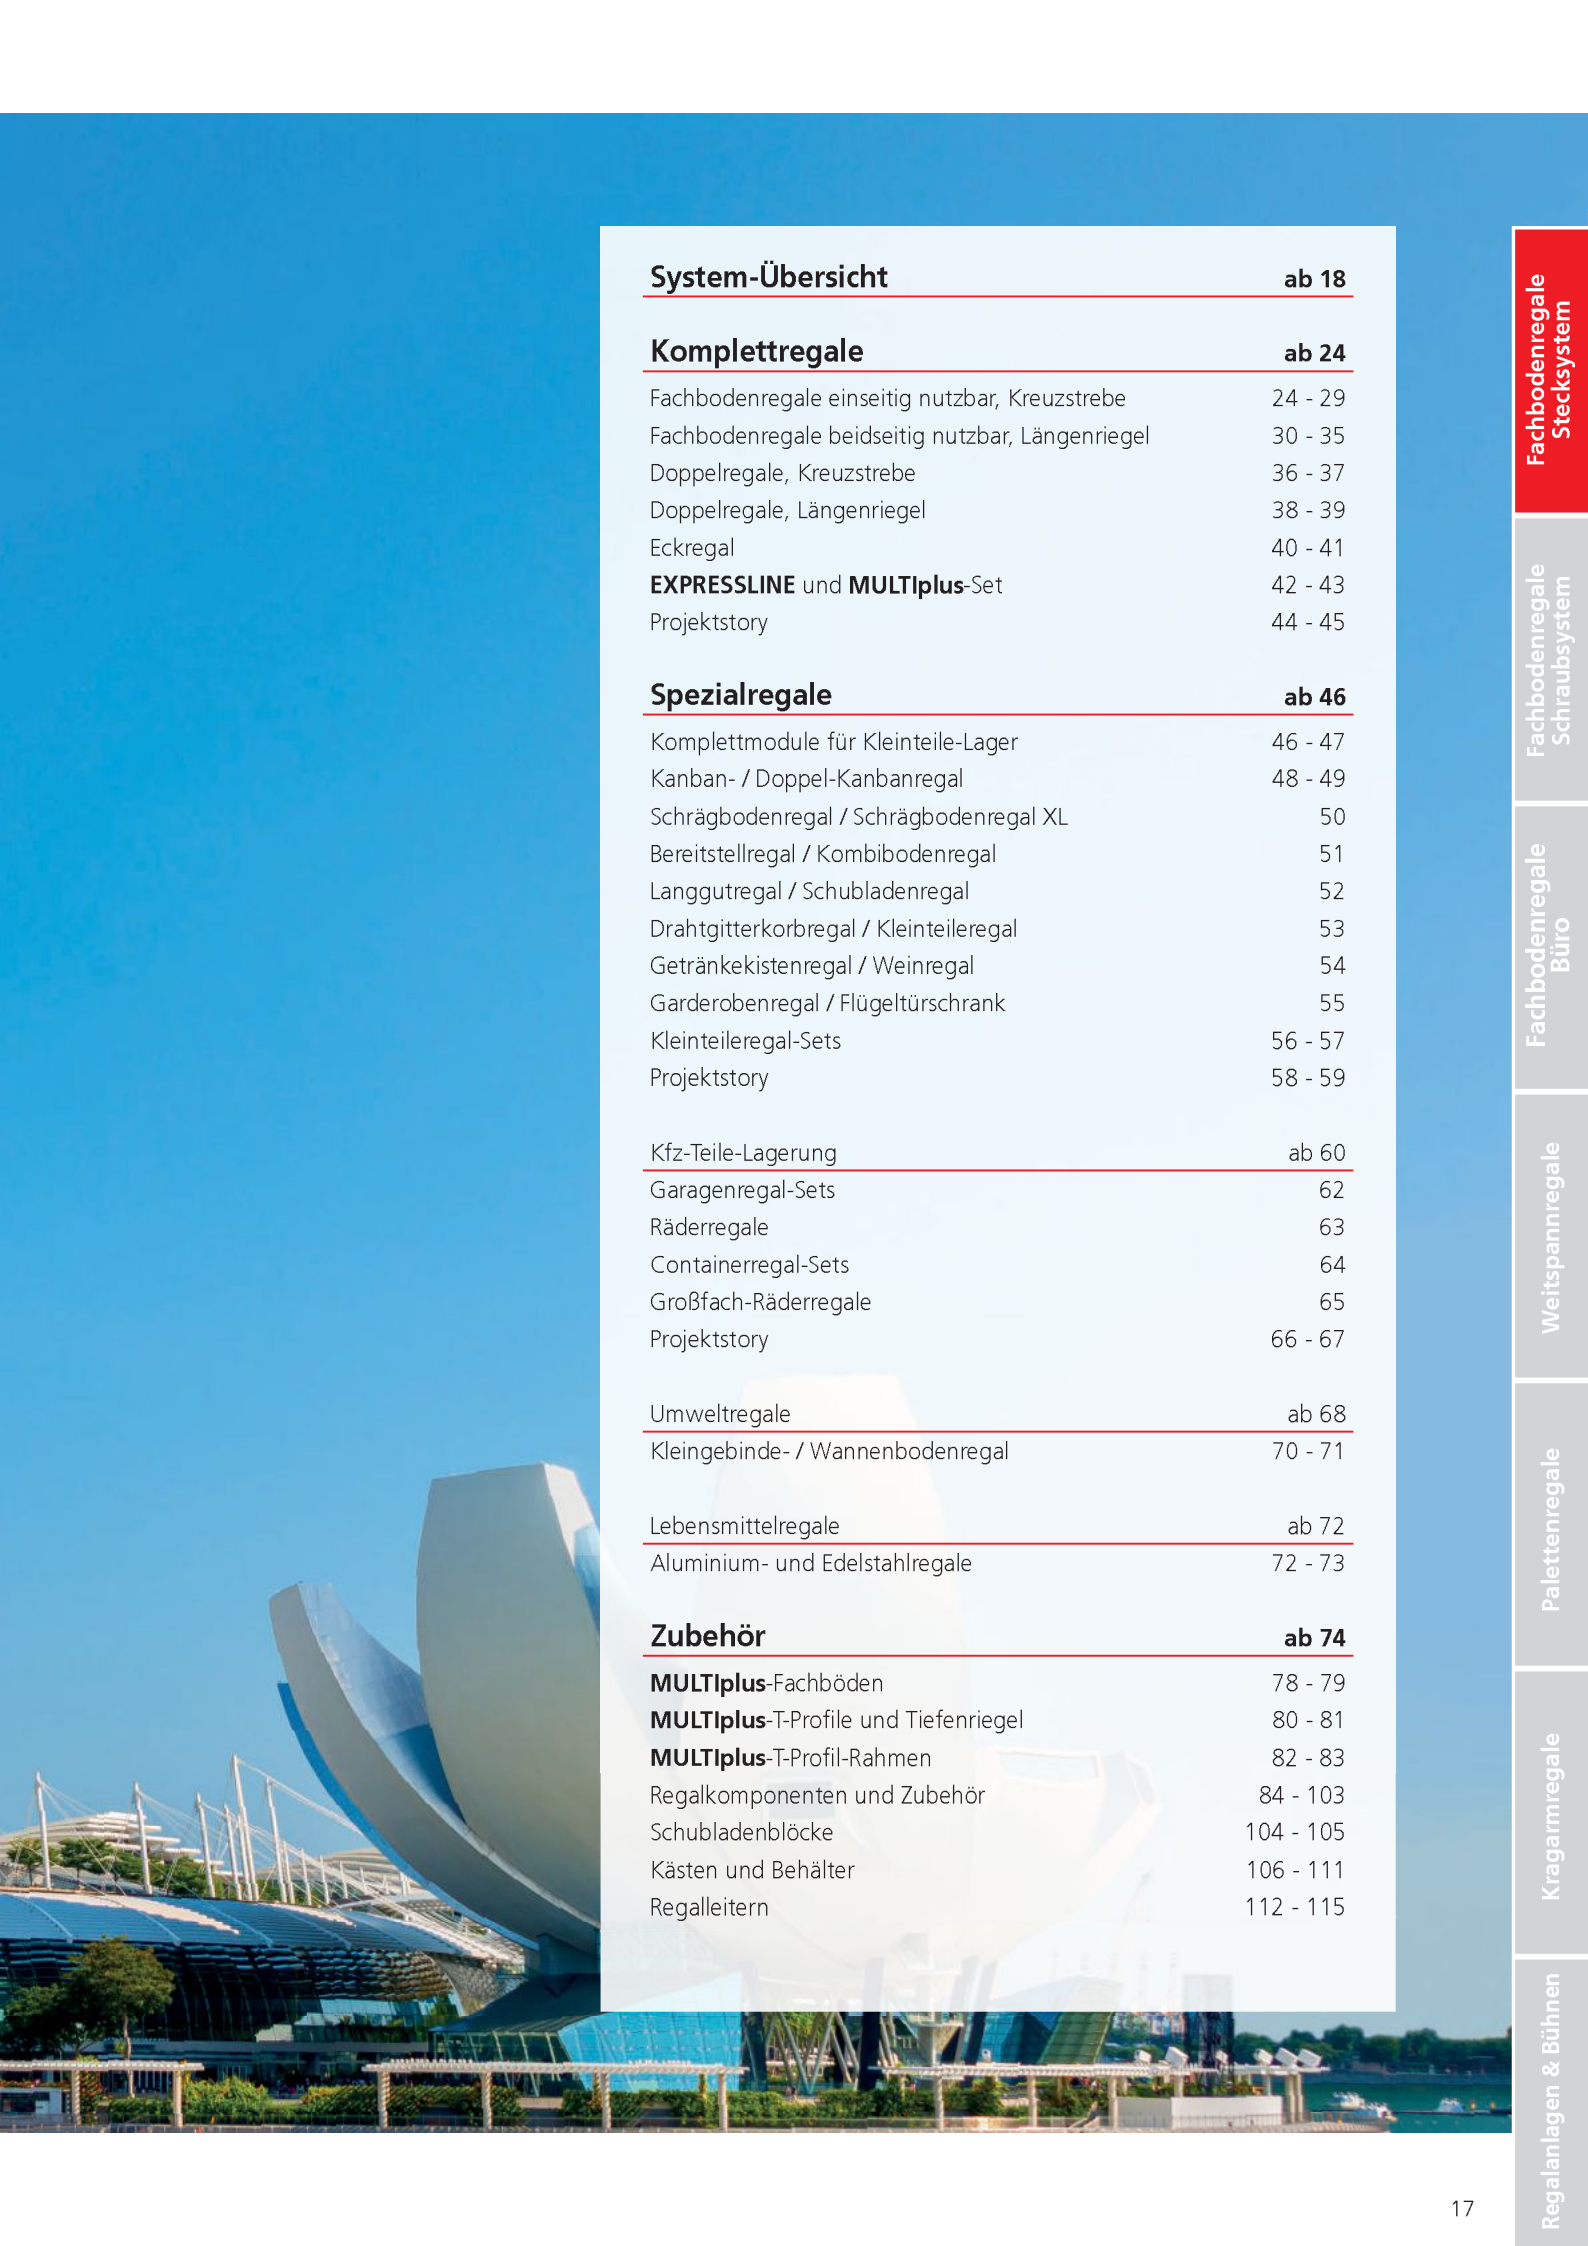 System-Übersicht ab 18
Komplettregale ab 24
Fachbodenregale einseitig nutzbar, Kreuzstrebe 24 - 29
Fachbodenregale beidseitig nutzbar, Längenriegel 30 - 35
Doppelregale, Kreuzstrebe 36 - 37
Doppelregale, Längenriegel 38 - 39
Eckregal 40 - 41
EXPRESSLINE und MULTIplus-Set 42 - 43
Projektstory 44 - 45
Spezialregale ab 46
Komplettmodule für Kleinteile-Lager 46 - 47
Kanban- / Doppel-Kanbanregal 48 - 49
Schrägbodenregal / Schrägbodenregal XL 50
Bereitstellregal / Kombibodenregal 51
Langgutregal / Schubladenregal 52
Drahtgitterkorbregal / Kleinteileregal 53
Getränkekistenregal / Weinregal 54
Garderobenregal / Flügeltürschrank 55
Kleinteileregal-Sets 56 - 57
Projektstory 58 - 59
Kfz-Teile-Lagerung ab 60
Garagenregal-Sets 62
Räderregale 63
Containerregal-Sets 64
Großfach-Räderregale 65
Projektstory 66 - 67
Umweltregale ab 68
Kleingebinde- / Wannenbodenregal 70 - 71
Lebensmittelregale ab 72
Aluminium- und Edelstahlregale 72 - 73
Zubehör ab 74
MULTIplus-Fachböden 78 - 79
MULTIplus-T-Profile und Tiefenriegel 80 - 81
MULTIplus-T-Profil-Rahmen 82 - 83
Regalkomponenten und Zubehör 84 - 103
Schubladenblöcke 104 - 105
Kästen und Behälter 106 - 111
Regalleitern 112 - 115
Fachbodenregale
Stecksystem
Fachbodenregale
Schraubsystem
Fachbodenregale
Büro
Weitspannregale
Palettenregale
Kragarmregale
Regalanlagen & Bühnen
17